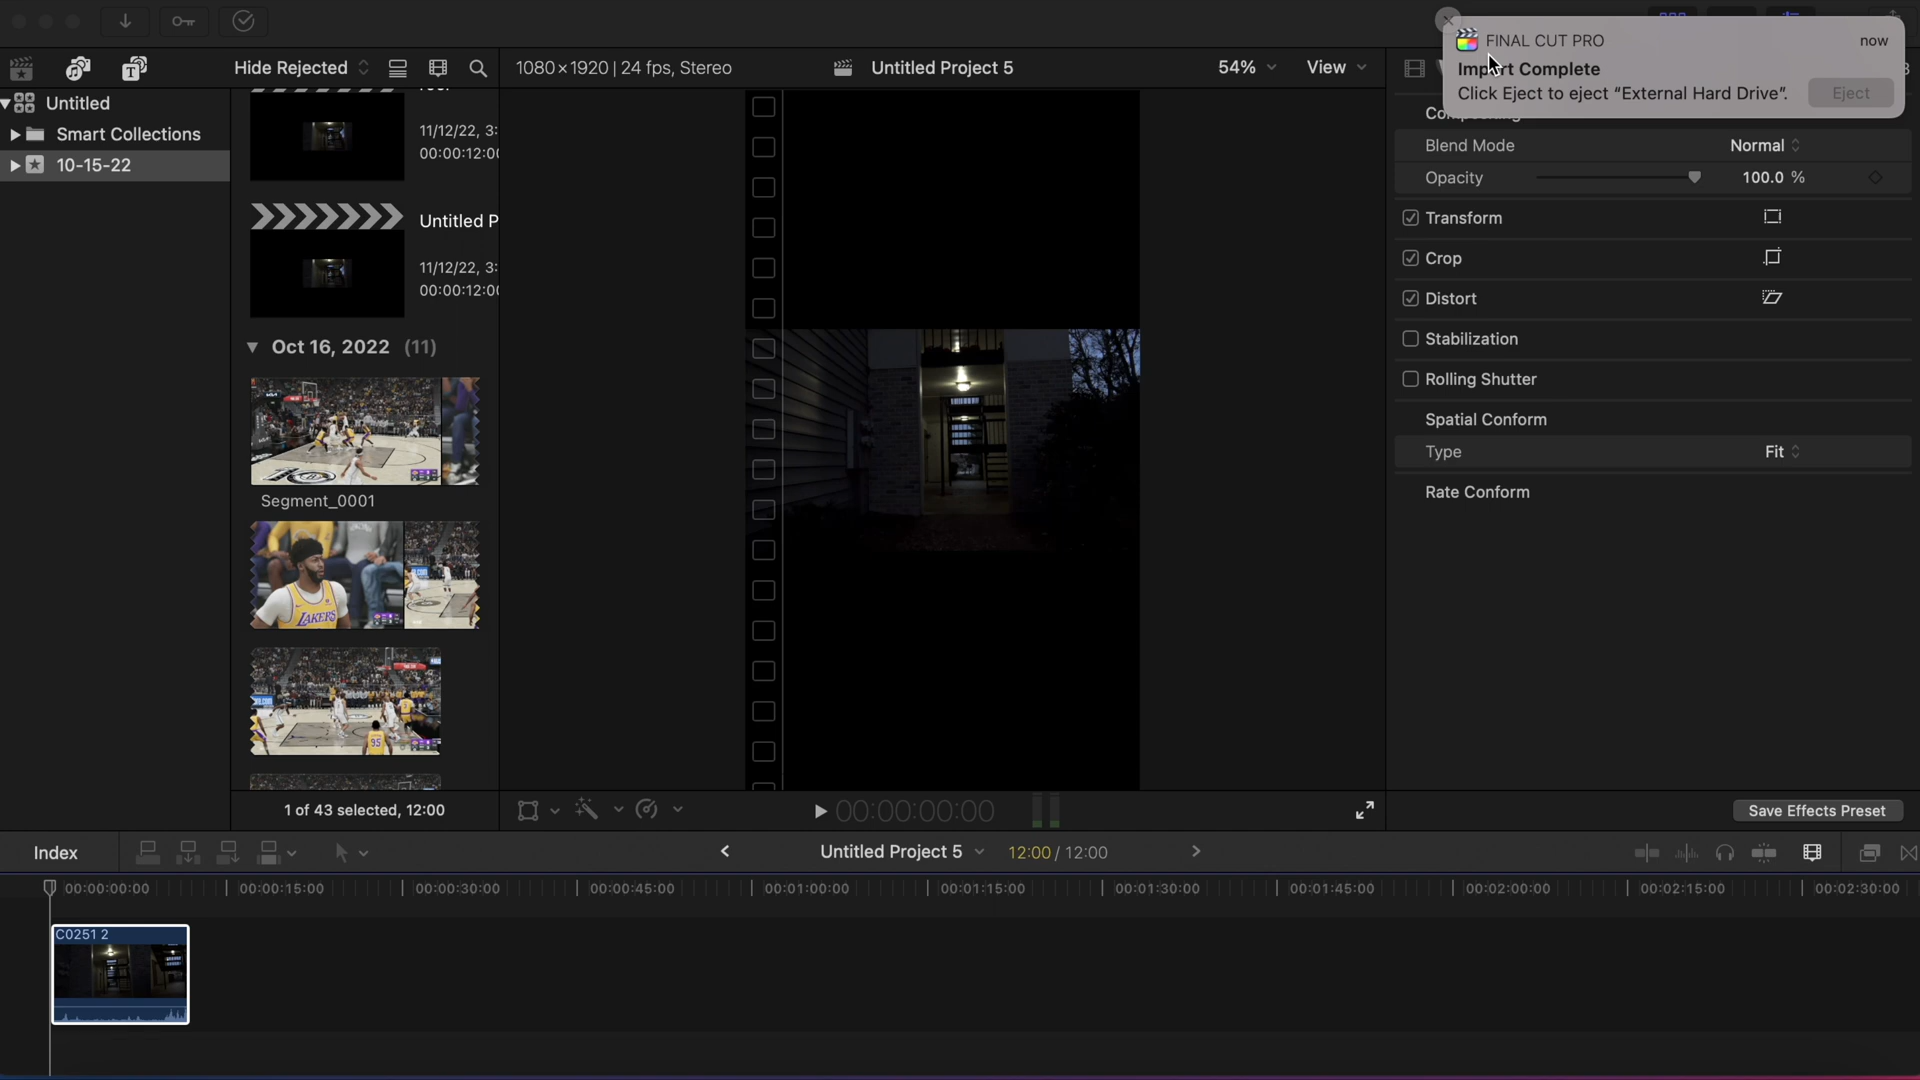 Hide Rejected
1080×1920 | 24 fps, Stereo
Untitled Project 5
54%
View
FINAL CUT PRO
now
Import Complete
Click Eject to eject “External Hard Drive”.
Eject
Untitled
Smart Collections
10-15-22
11/12/22, 3:
00:00:12:00
Untitled P
11/12/22, 3:
00:00:12:00
Oct 16, 2022 (11)
Segment_0001
LAKERS
95
1 of 43 selected, 12:00
Blend Mode
Normal
Opacity
100.0 %
Transform
Crop
Distort
Stabilization
Rolling Shutter
Spatial Conform
Type
Fit
Rate Conform
00:00:00:00
Save Effects Preset
Index
Untitled Project 5
12:00 / 12:00
00:00:00:00
00:00:15:00
00:00:30:00
00:00:45:00
00:01:00:00
00:01:15:00
00:01:30:00
00:01:45:00
00:02:00:00
00:02:15:00
00:02:30:00
C0251 2